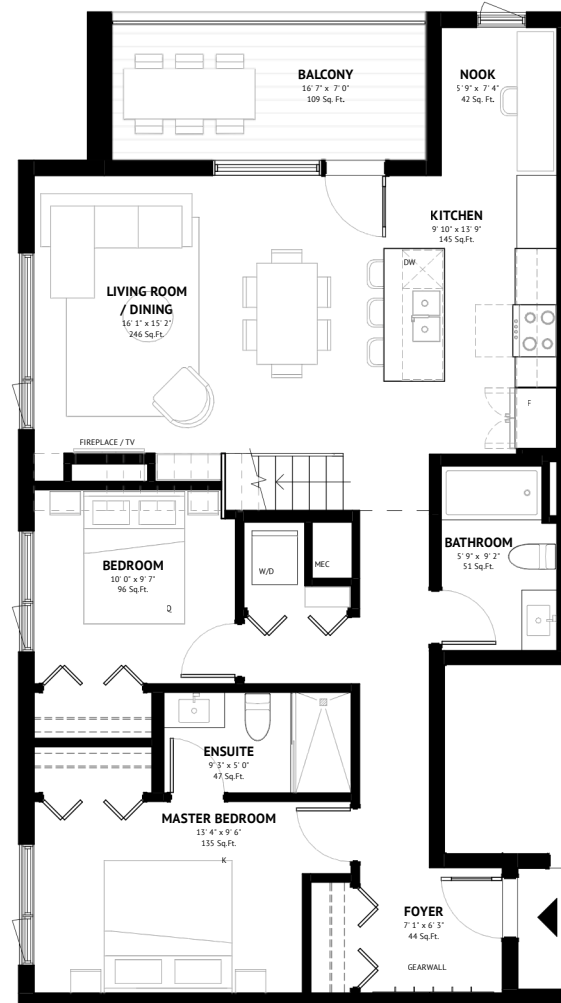 BALCONY
16' 7" x 7' 0"
109 Sq. Ft.
NOOK
5' 9" x 7' 4"
42 Sq. Ft.
KITCHEN
9' 10" x 13' 9"
145 Sq.Ft.
DW
LIVING ROOM
/ DINING
16' 1" x 15' 2"
246 Sq.Ft.
F
FIREPLACE / TV
BEDROOM
10' 0" x 9' 7"
96 Sq.Ft.
Q
W/D
MEC
BATHROOM
5' 9" x 9' 2"
51 Sq.Ft.
ENSUITE
9' 3" x 5' 0"
47 Sq.Ft.
MASTER BEDROOM
13' 4" x 9' 6"
135 Sq.Ft.
K
FOYER
7' 1" x 6' 3"
44 Sq.Ft.
GEARWALL